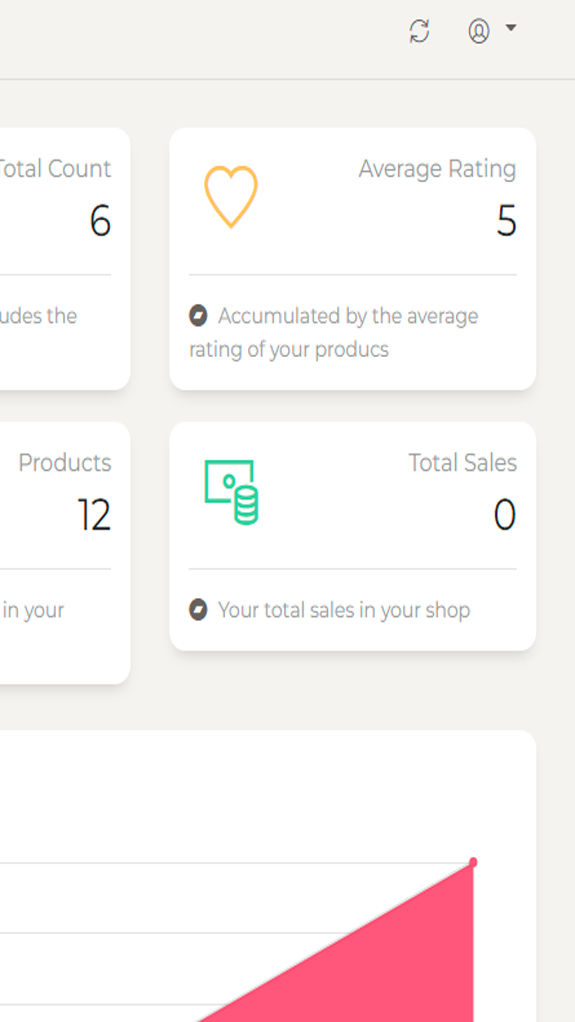 Total Count
6
udes the
Average Rating
5
Accumulated by the average
rating of your producs
Products
12
in your
Total Sales
0
Your total sales in your shop